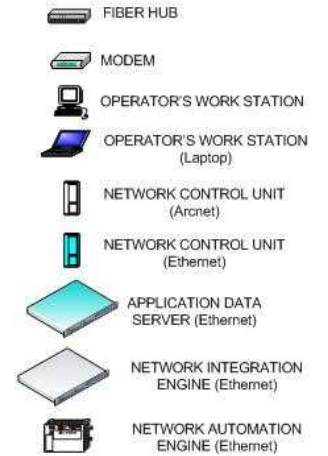 FIBER HUB
MODEM
OPERATOR'S WORK STATION
OPERATOR'S WORK STATION
(Laptop)
NETWORK CONTROL UNIT
(Arcnet)
NETWORK CONTROL UNIT
(Ethernet)
APPLICATION DATA
SERVER (Ethernet)
NETWORK INTEGRATION
ENGINE (Ethernet)
NETWORK AUTOMATION
ENGINE (Ethernet)